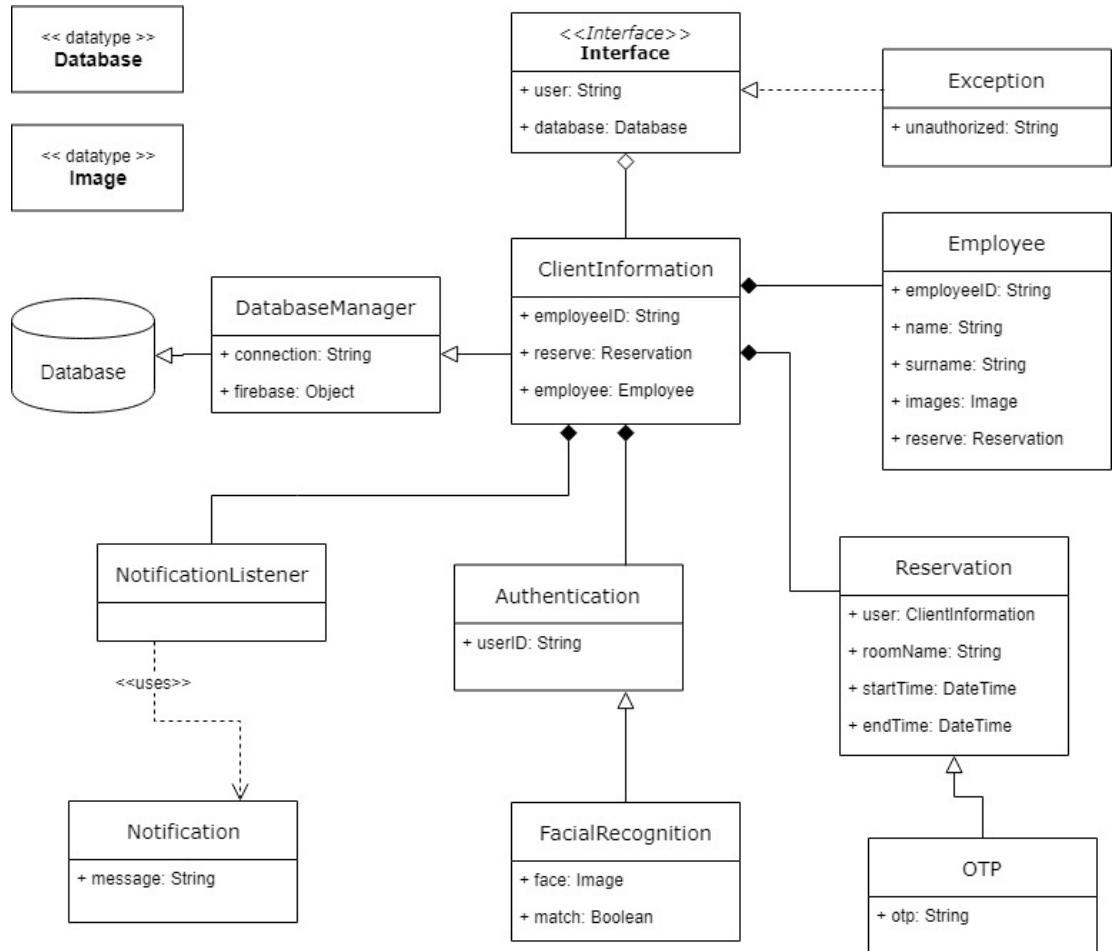 << datatype >>
Database
<< datatype >>
Image
<<Interface>>
Interface
+ user: String
+ database: Database
Exception
+ unauthorized: String
Employee
+ employeeID: String
+ name: String
+ surname: String
+ images: Image
+ reserve: Reservation
ClientInformation
+ employeeID: String
+ reserve: Reservation
+ employee: Employee
DatabaseManager
+ connection: String
+ firebase: Object
Database
NotificationListener
<<uses>>
Notification
+ message: String
Authentication
+ userID: String
FacialRecognition
+ face: Image
+ match: Boolean
Reservation
+ user: ClientInformation
+ roomName: String
+ startTime: DateTime
+ endTime: DateTime
OTP
+ otp: String